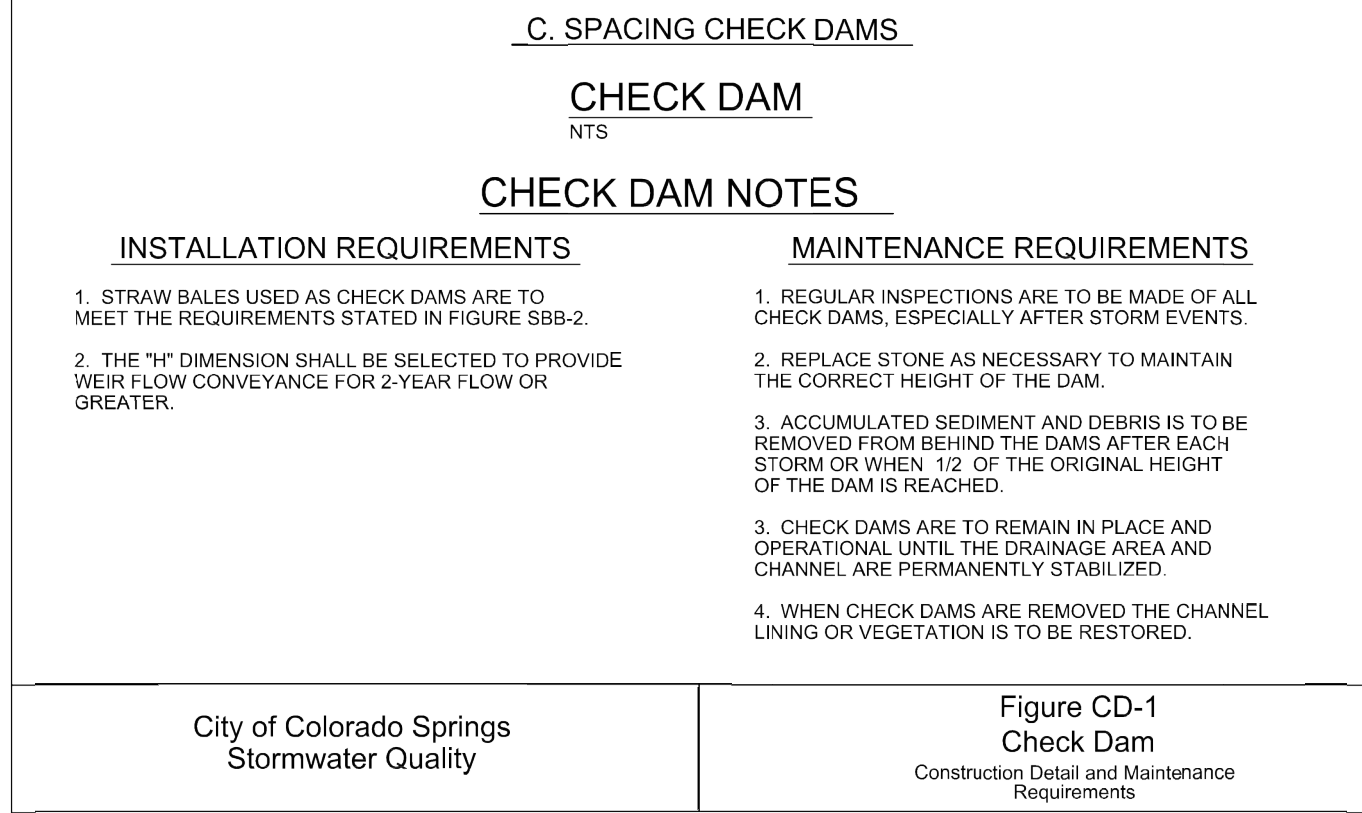 C. SPACING CHECK DAMS
CHECK DAM
NTS
CHECK DAM NOTES
INSTALLATION REQUIREMENTS
1. STRAW BALES USED AS CHECK DAMS ARE TO
MEET THE REQUIREMENTS STATED IN FIGURE SBB-2.
2. THE "H" DIMENSION SHALL BE SELECTED TO PROVIDE
WEIR FLOW CONVEYANCE FOR 2-YEAR FLOW OR
GREATER.
MAINTENANCE REQUIREMENTS
1. REGULAR INSPECTIONS ARE TO BE MADE OF ALL
CHECK DAMS, ESPECIALLY AFTER STORM EVENTS.
2. REPLACE STONE AS NECESSARY TO MAINTAIN
THE CORRECT HEIGHT OF THE DAM.
3. ACCUMULATED SEDIMENT AND DEBRIS IS TO BE
REMOVED FROM BEHIND THE DAMS AFTER EACH
STORM OR WHEN 1/2 OF THE ORIGINAL HEIGHT
OF THE DAM IS REACHED.
3. CHECK DAMS ARE TO REMAIN IN PLACE AND
OPERATIONAL UNTIL THE DRAINAGE AREA AND
CHANNEL ARE PERMANENTLY STABILIZED.
4. WHEN CHECK DAMS ARE REMOVED THE CHANNEL
LINING OR VEGETATION IS TO BE RESTORED.
City of Colorado Springs
Stormwater Quality
Figure CD-1
Check Dam
Construction Detail and Maintenance
Requirements